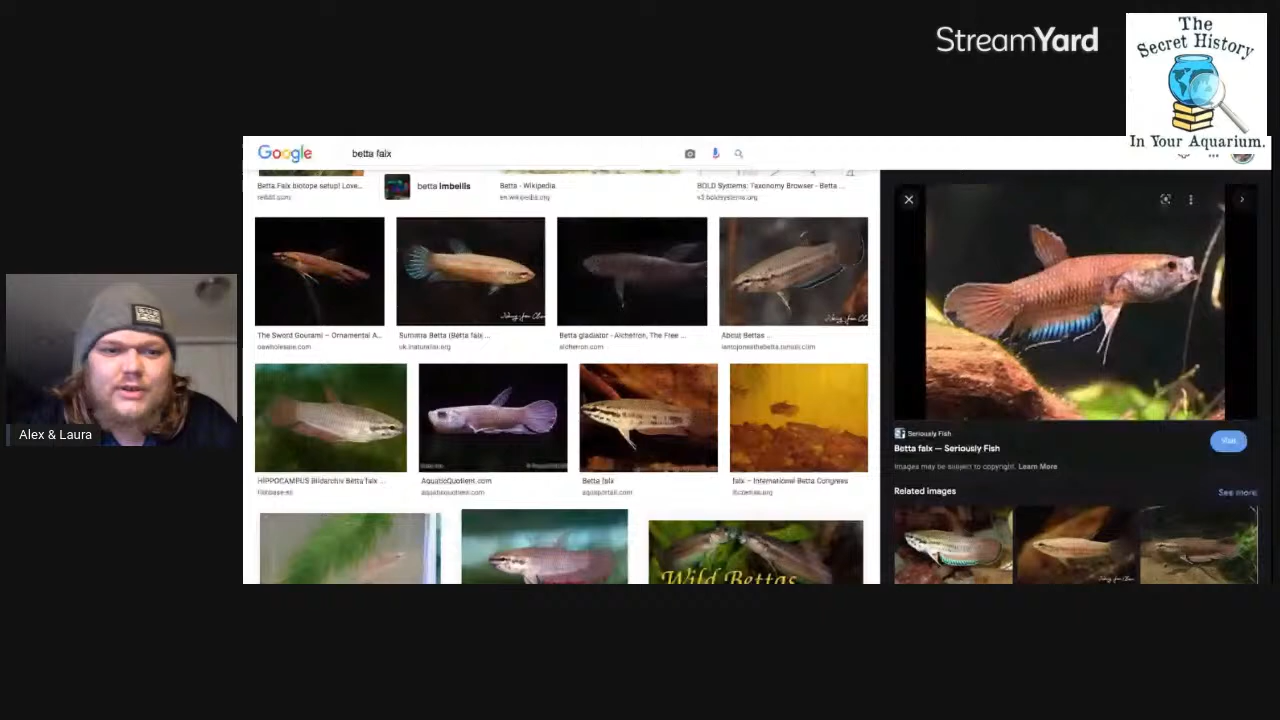 StreamYard
The
Secret History
In Your Aquarium.
Google
betta falx
Betta Falx biotope setup! Love...
reddit.com
betta imbellis
Betta - Wikipedia
en.wikipedia.org
BOLD Systems: Taxonomy Browser - Betta ...
v3.boldsystems.org
The Sword Gourami – Ornamental A...
oawholesale.com
Sumatra Betta (Betta falx ...
uk.inaturalist.org
Betta gladiator - Alchetron, The Free ...
alchetron.com
About Bettas ...
HIPPOCAMPUS Bildarchiv Betta falx ...
fishbase.se
AquaticQuotient.com
aquaticquotient.com
Betta falx
aquaportail.com
falx – International Betta Congress
ibcbettas.org
Wild Bettas
Seriously Fish
Betta falx — Seriously Fish
Visit
Images may be subject to copyright. Learn More
Related images
See more
Alex & Laura